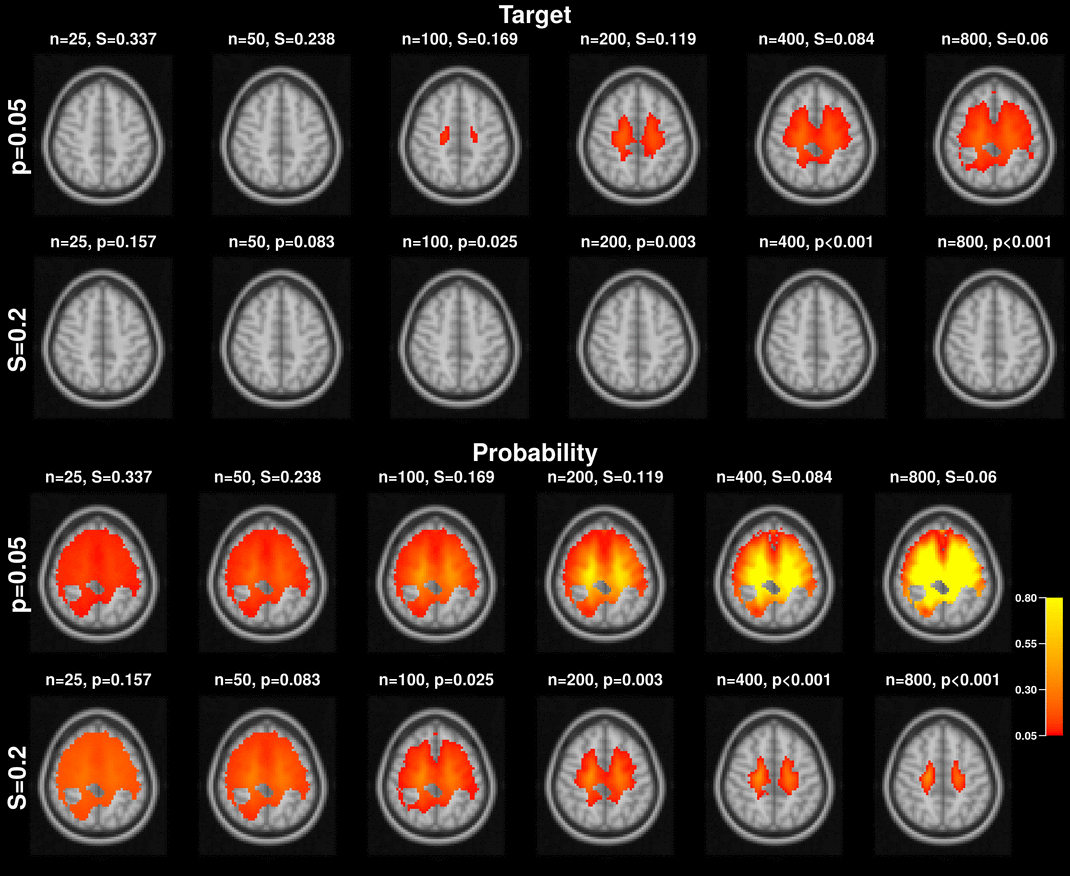 Target
n=25, S=0.337 n=50, S=0.238 n=100, S=0.169 n=200, S=0.119 n=400, S=0.084 n=800, S=0.06
p=0.05
n=25, p=0.157 n=50, p=0.083 n=100, p=0.025 n=200, p=0.003 n=400, p<0.001 n=800, p<0.001
S=0.2
Probability
n=25, S=0.337 n=50, S=0.238 n=100, S=0.169 n=200, S=0.119 n=400, S=0.084 n=800, S=0.06
p=0.05
n=25, p=0.157 n=50, p=0.083 n=100, p=0.025 n=200, p=0.003 n=400, p<0.001 n=800, p<0.001
S=0.2
0.80
0.55
0.30
0.05